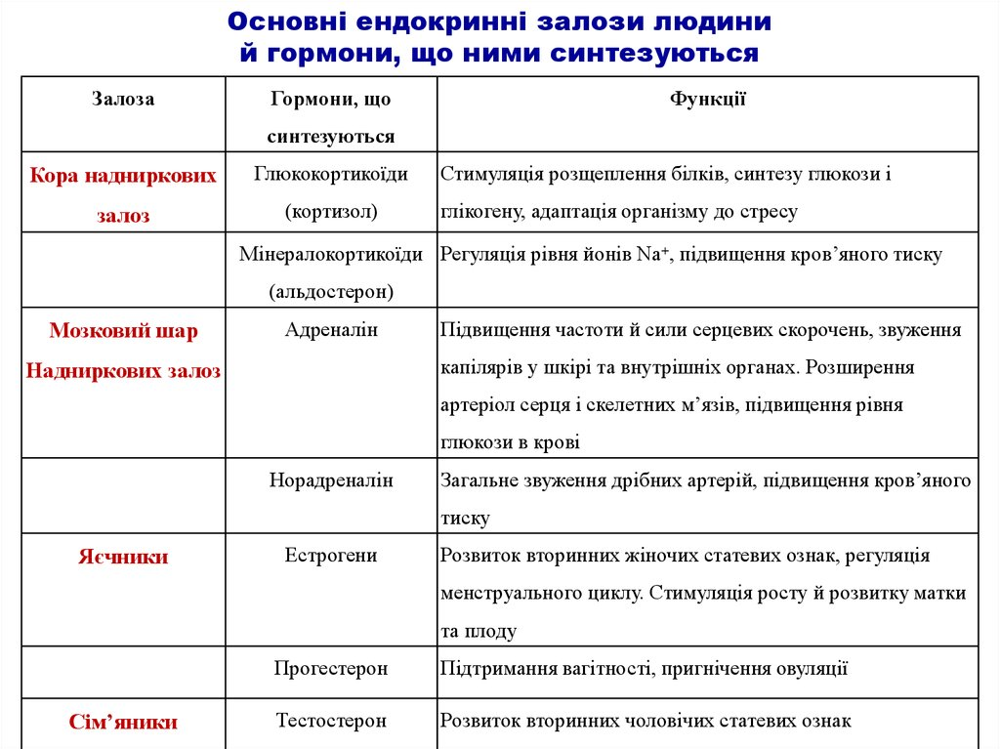 Основні ендокринні залози людини
й гормони, що ними синтезуються
Залоза
Гормони, що
синтезуються
Функції
Кора надниркових
залоз
Глюкокортикоїди
(кортизол)
Стимуляція розщеплення білків, синтезу глюкози і
глікогену, адаптація організму до стресу
Мінералокортикоїди
(альдостерон)
Регуляція рівня йонів Na⁺, підвищення кров’яного тиску
Мозковий шар
Надниркових залоз
Адреналін
Підвищення частоти й сили серцевих скорочень, звуження
капілярів у шкірі та внутрішніх органах. Розширення
артеріол серця і скелетних м’язів, підвищення рівня
глюкози в крові
Норадреналін
Загальне звуження дрібних артерій, підвищення кров’яного
тиску
Яєчники
Естрогени
Розвиток вторинних жіночих статевих ознак, регуляція
менструального циклу. Стимуляція росту й розвитку матки
та плоду
Прогестерон
Підтримання вагітності, пригнічення овуляції
Сім’яники
Тестостерон
Розвиток вторинних чоловічих статевих ознак